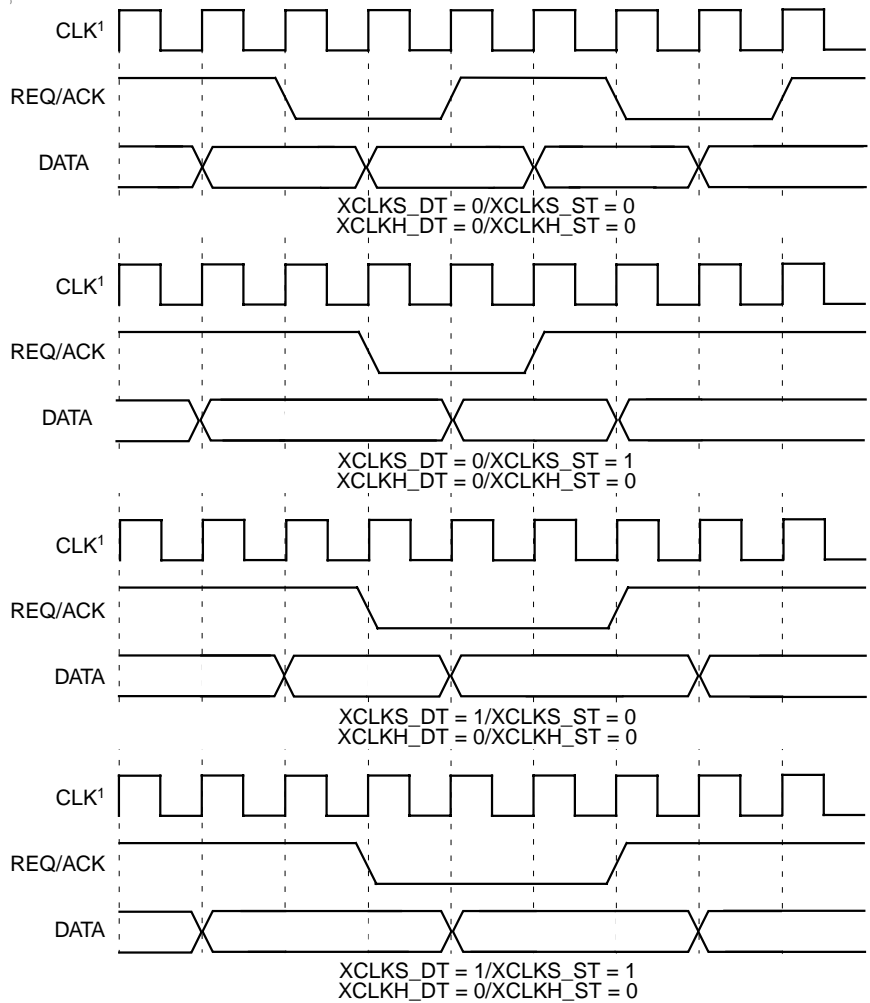 CLK¹
REQ/ACK
DATA
XCLKS_DT = 0/XCLKS_ST = 0
XCLKH_DT = 0/XCLKH_ST = 0
CLK¹
REQ/ACK
DATA
XCLKS_DT = 0/XCLKS_ST = 1
XCLKH_DT = 0/XCLKH_ST = 0
CLK¹
REQ/ACK
DATA
XCLKS_DT = 1/XCLKS_ST = 0
XCLKH_DT = 0/XCLKH_ST = 0
CLK¹
REQ/ACK
DATA
XCLKS_DT = 1/XCLKS_ST = 1
XCLKH_DT = 0/XCLKH_ST = 0